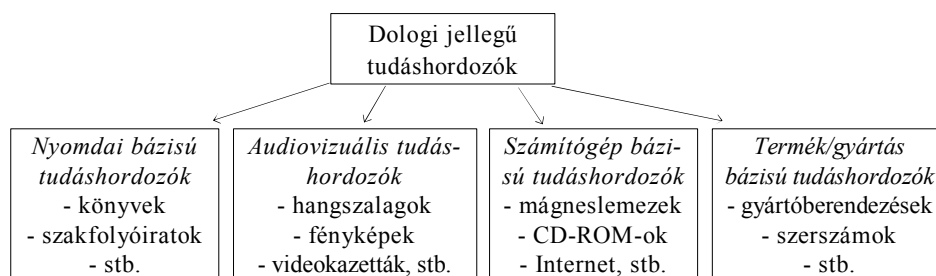 Dologi jellegű
tudáshordozók
Nyomdai bázisú
tudáshordozók
- könyvek
- szakfolyóiratok
- stb.
Audiovizuális tudás-
hordozók
- hangszalagok
- fényképek
- videokazetták, stb.
Számítógép bázi-
sú tudáshordozók
- mágneslemezek
- CD-ROM-ok
- Internet, stb.
Termék/gyártás
bázisú tudáshordozók
- gyártóberendezések
- szerszámok
- stb.